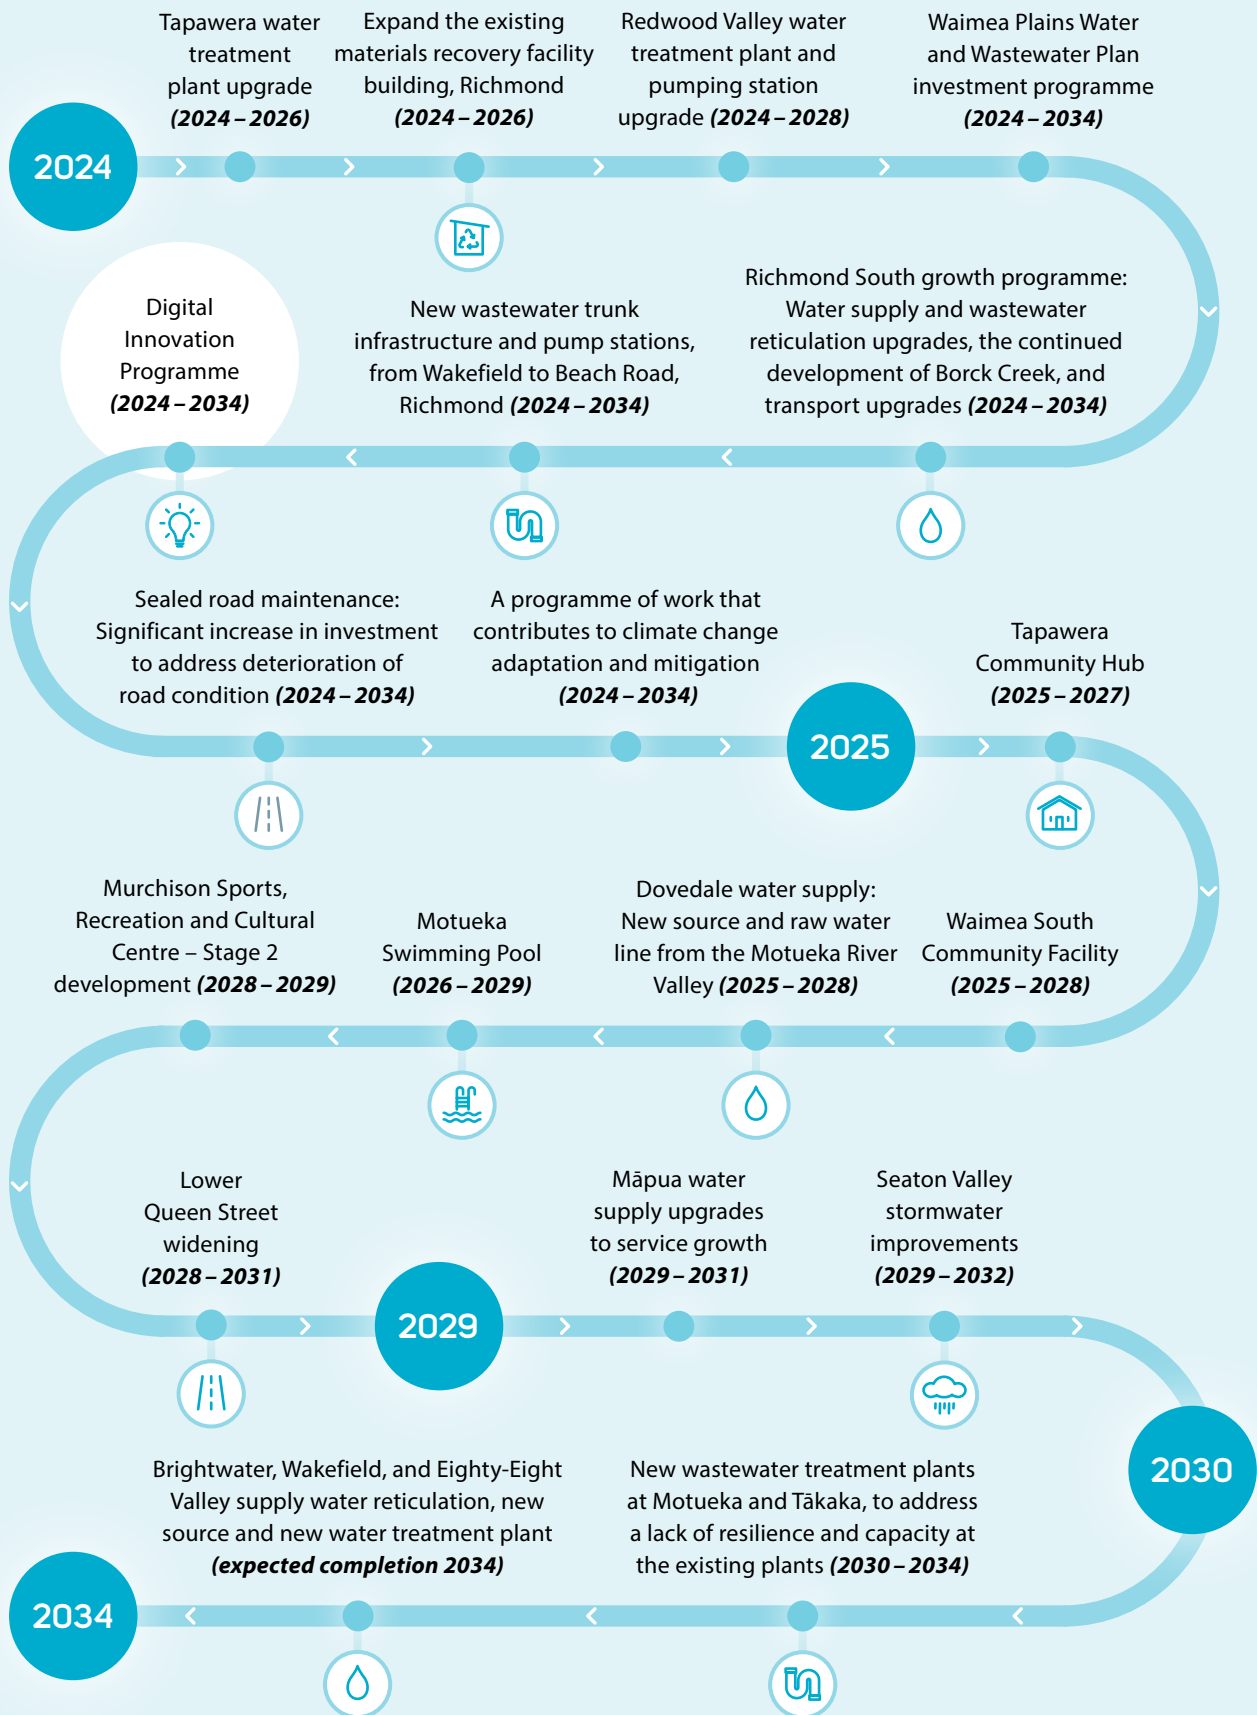 Tapawera water
treatment
plant upgrade
(2024 – 2026)
Expand the existing
materials recovery facility
building, Richmond
(2024 – 2026)
Redwood Valley water
treatment plant and
pumping station
upgrade (2024 – 2028)
Waimea Plains Water
and Wastewater Plan
investment programme
(2024 – 2034)
2024
Richmond South growth programme:
Water supply and wastewater
reticulation upgrades, the continued
development of Borck Creek, and
transport upgrades (2024 – 2034)
New wastewater trunk
infrastructure and pump stations,
from Wakefield to Beach Road,
Richmond (2024 – 2034)
Digital
Innovation
Programme
(2024 – 2034)
Sealed road maintenance:
Significant increase in investment
to address deterioration of
road condition (2024 – 2034)
A programme of work that
contributes to climate change
adaptation and mitigation
(2024 – 2034)
2025
Tapawera
Community Hub
(2025 – 2027)
Waimea South
Community Facility
(2025 – 2028)
Dovedale water supply:
New source and raw water
line from the Motueka River
Valley (2025 – 2028)
Motueka
Swimming Pool
(2026 – 2029)
Murchison Sports,
Recreation and Cultural
Centre – Stage 2
development (2028 – 2029)
Lower
Queen Street
widening
(2028 – 2031)
2029
Māpua water
supply upgrades
to service growth
(2029 – 2031)
Seaton Valley
stormwater
improvements
(2029 – 2032)
2030
New wastewater treatment plants
at Motueka and Tākaka, to address
a lack of resilience and capacity at
the existing plants (2030 – 2034)
Brightwater, Wakefield, and Eighty-Eight
Valley supply water reticulation, new
source and new water treatment plant
(expected completion 2034)
2034